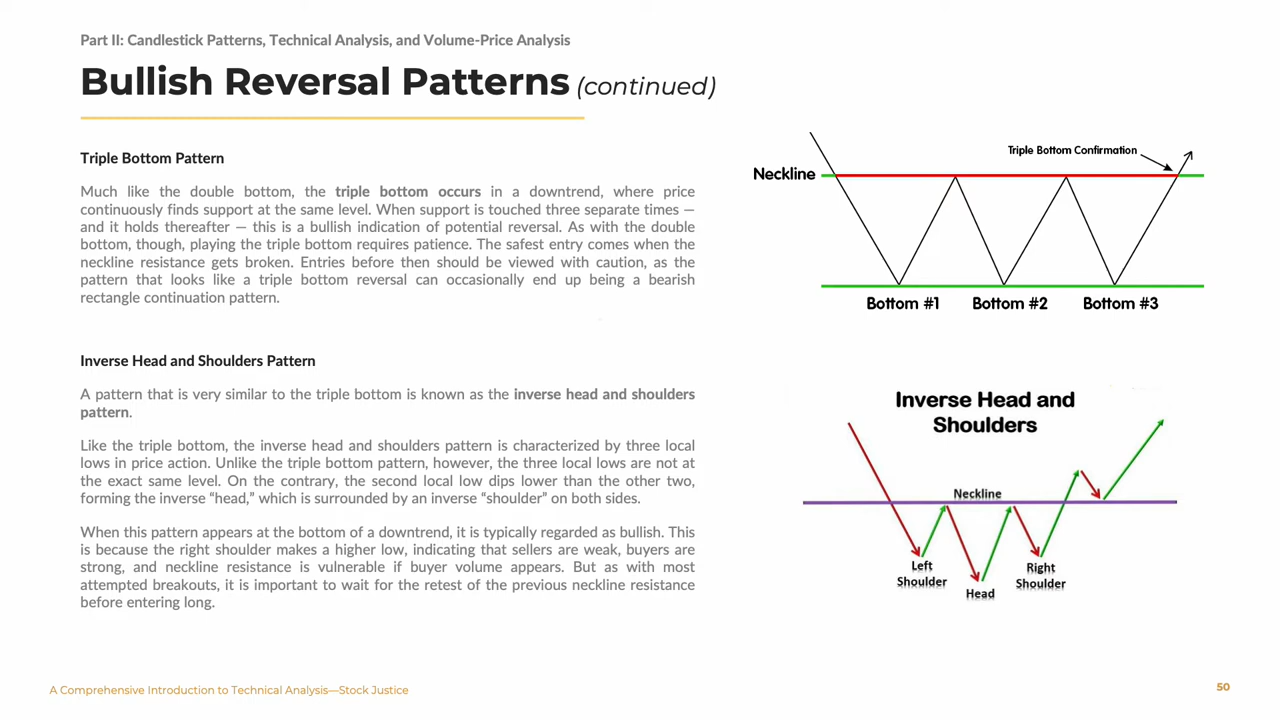 Part II: Candlestick Patterns, Technical Analysis, and Volume-Price Analysis
Bullish Reversal Patterns (continued)
Triple Bottom Pattern
Much like the double bottom, the triple bottom occurs in a downtrend, where price
continuously finds support at the same level. When support is touched three separate times —
and it holds thereafter — this is a bullish indication of potential reversal. As with the double
bottom, though, playing the triple bottom requires patience. The safest entry comes when the
neckline resistance gets broken. Entries before then should be viewed with caution, as the
pattern that looks like a triple bottom reversal can occasionally end up being a bearish
rectangle continuation pattern.
Inverse Head and Shoulders Pattern
A pattern that is very similar to the triple bottom is known as the inverse head and shoulders
pattern.
Like the triple bottom, the inverse head and shoulders pattern is characterized by three local
lows in price action. Unlike the triple bottom pattern, however, the three local lows are not at
the exact same level. On the contrary, the second local low dips lower than the other two,
forming the inverse “head,” which is surrounded by an inverse “shoulder” on both sides.
When this pattern appears at the bottom of a downtrend, it is typically regarded as bullish. This
is because the right shoulder makes a higher low, indicating that sellers are weak, buyers are
strong, and neckline resistance is vulnerable if buyer volume appears. But as with most
attempted breakouts, it is important to wait for the retest of the previous neckline resistance
before entering long.
Triple Bottom Confirmation
Neckline
Bottom #1
Bottom #2
Bottom #3
Inverse Head and
Shoulders
Neckline
Left
Shoulder
Head
Right
Shoulder
A Comprehensive Introduction to Technical Analysis—Stock Justice
50